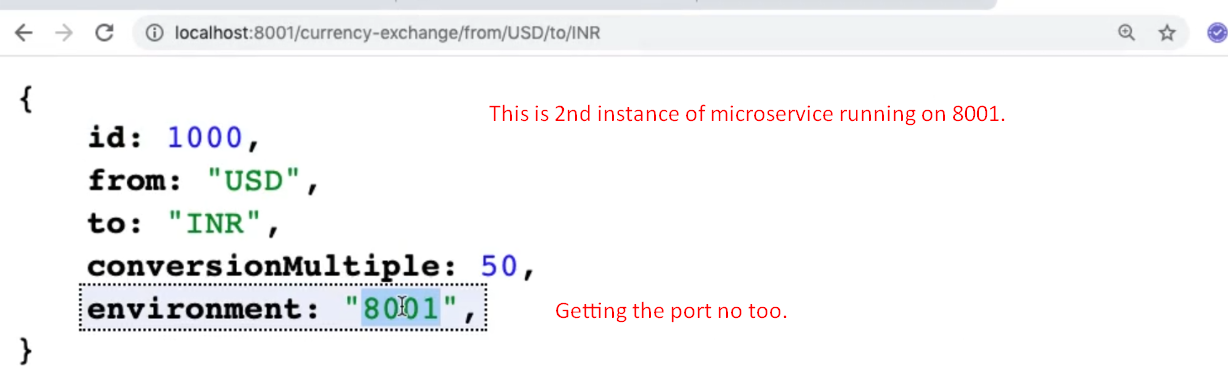 localhost:8001/currency-exchange/from/USD/to/INR
{
This is 2nd instance of microservice running on 8001.
id: 1000,
from: "USD",
to: "INR",
conversionMultiple: 50,
environment: "8001",
Getting the port no too.
}